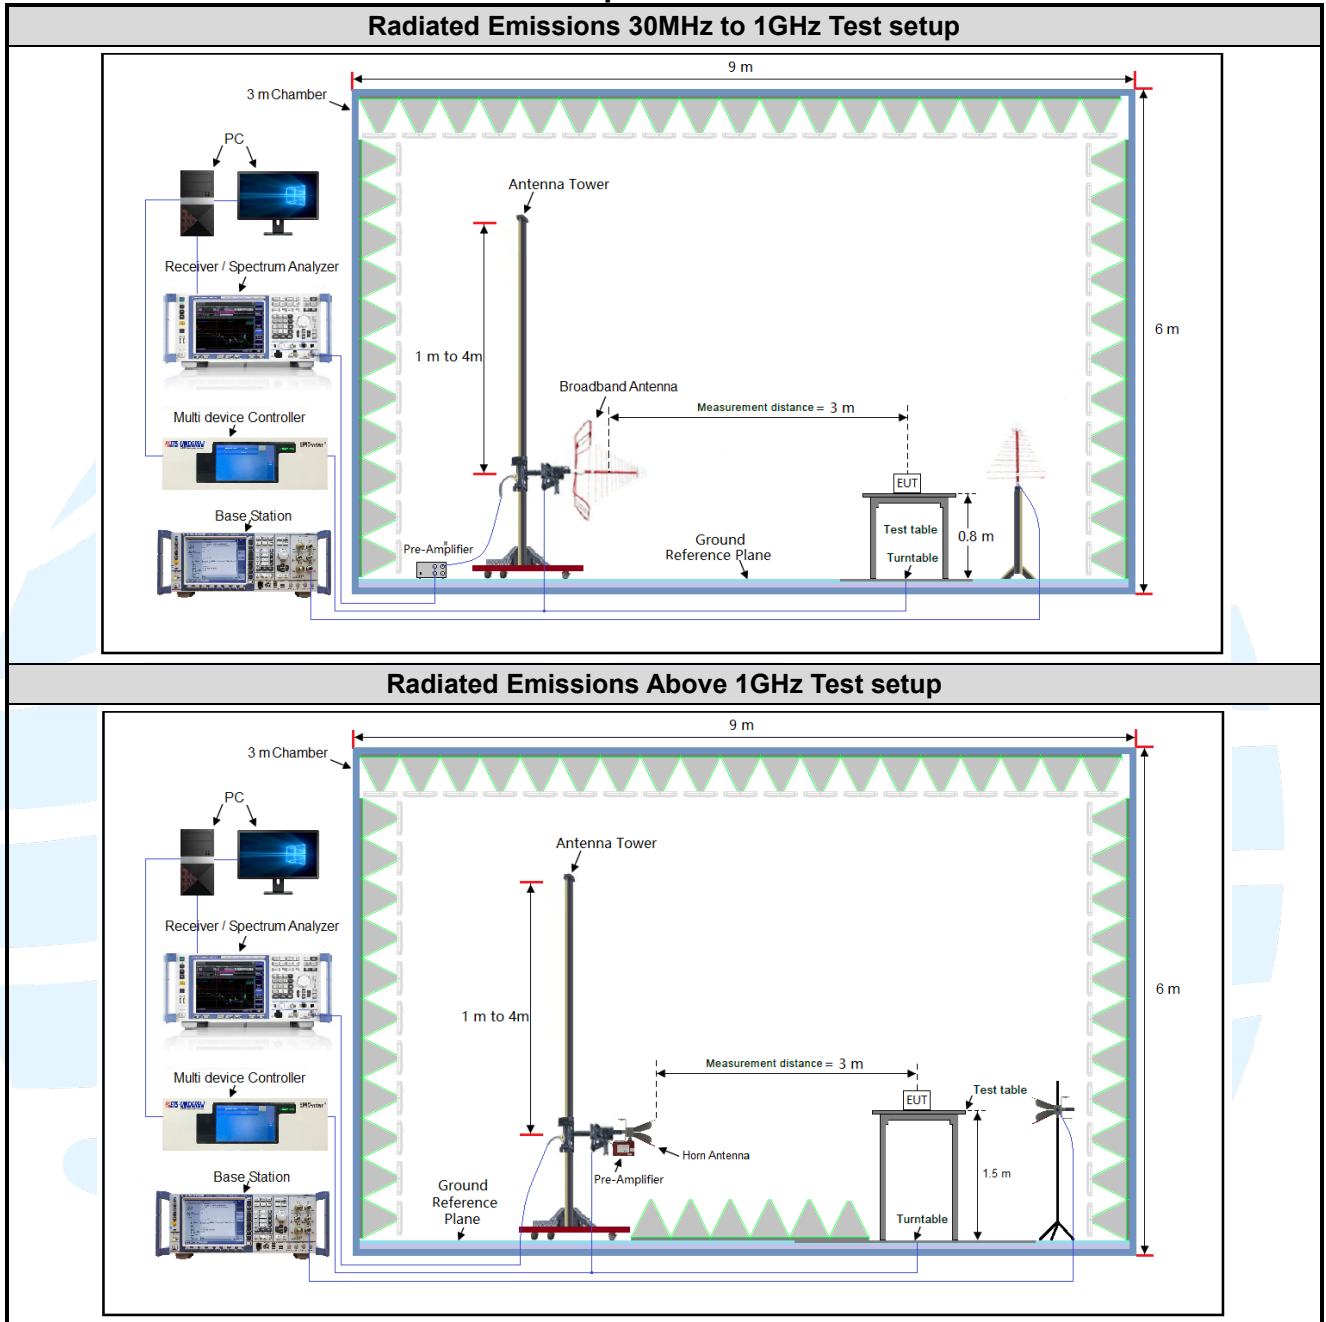 Radiated Emissions 30MHz to 1GHz Test setup
9 m
3 m Chamber
PC
Antenna Tower
Receiver / Spectrum Analyzer
6 m
1 m to 4m
Broadband Antenna
Measurement distance = 3 m
Multi device Controller
EUT
Base Station
Test table
0.8 m
Ground
Reference Plane
Pre-Amplifier
Turntable
Radiated Emissions Above 1GHz Test setup
9 m
3 m Chamber
PC
Antenna Tower
Receiver / Spectrum Analyzer
6 m
1 m to 4m
Measurement distance = 3 m
Multi device Controller
EUT
Test table
Horn Antenna
Pre-Amplifier
1.5 m
Base Station
Ground
Reference
Plane
Turntable